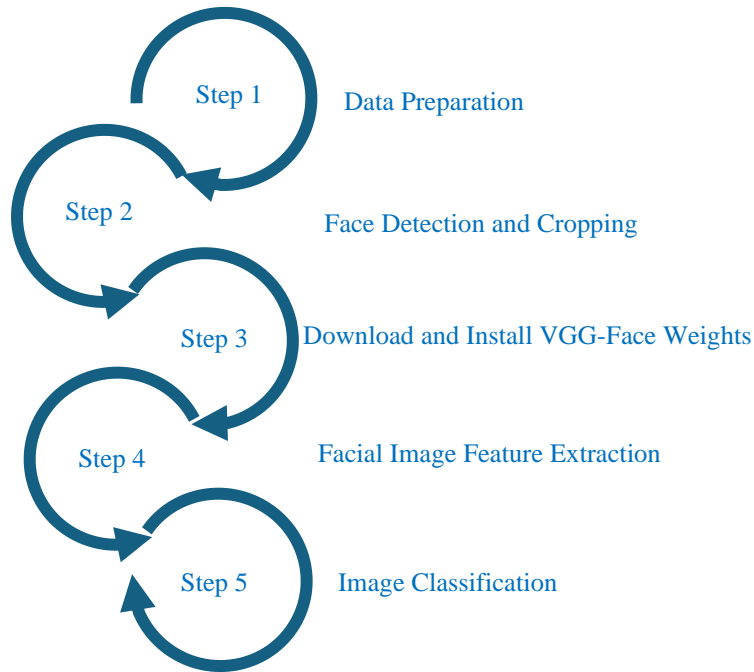 Step 1
Data Preparation
Step 2
Face Detection and Cropping
Step 3
Download and Install VGG-Face Weights
Step 4
Facial Image Feature Extraction
Step 5
Image Classification